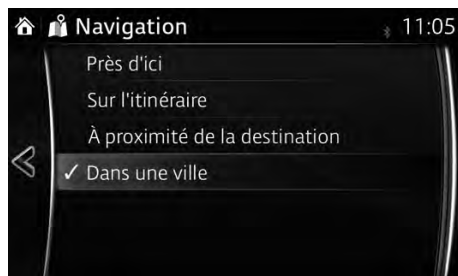 Navigation 11:05
Près d'ici
Sur l'itinéraire
À proximité de la destination
✓ Dans une ville